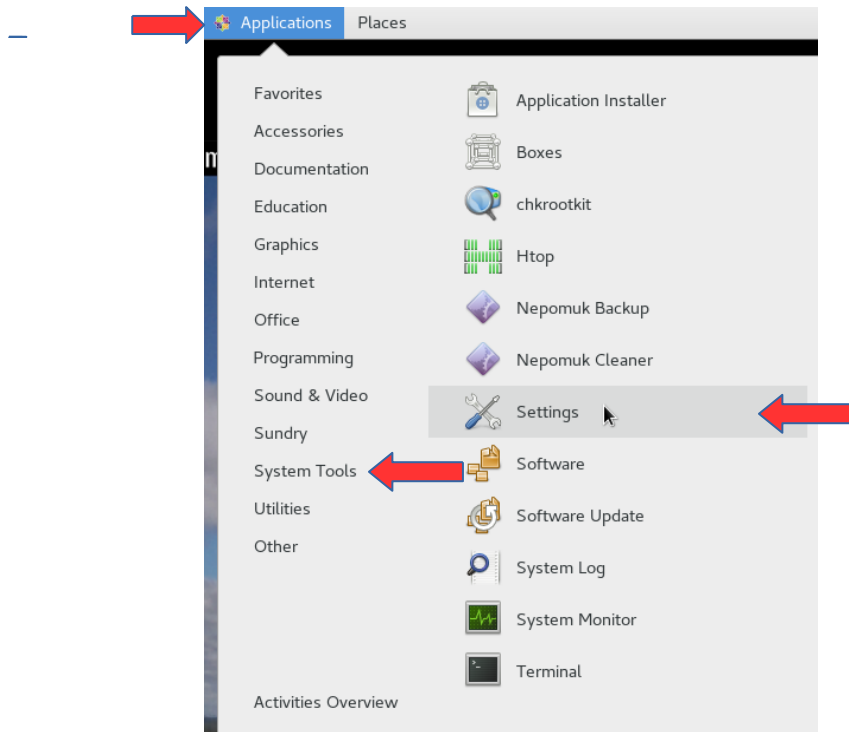 Applications Places
Favorites
Accessories
Documentation
Education
Graphics
Internet
Office
Programming
Sound & Video
Sundry
System Tools
Utilities
Other
Activities Overview
Application Installer
Boxes
chkrootkit
Htop
Nepomuk Backup
Nepomuk Cleaner
Settings
Software
Software Update
System Log
System Monitor
Terminal